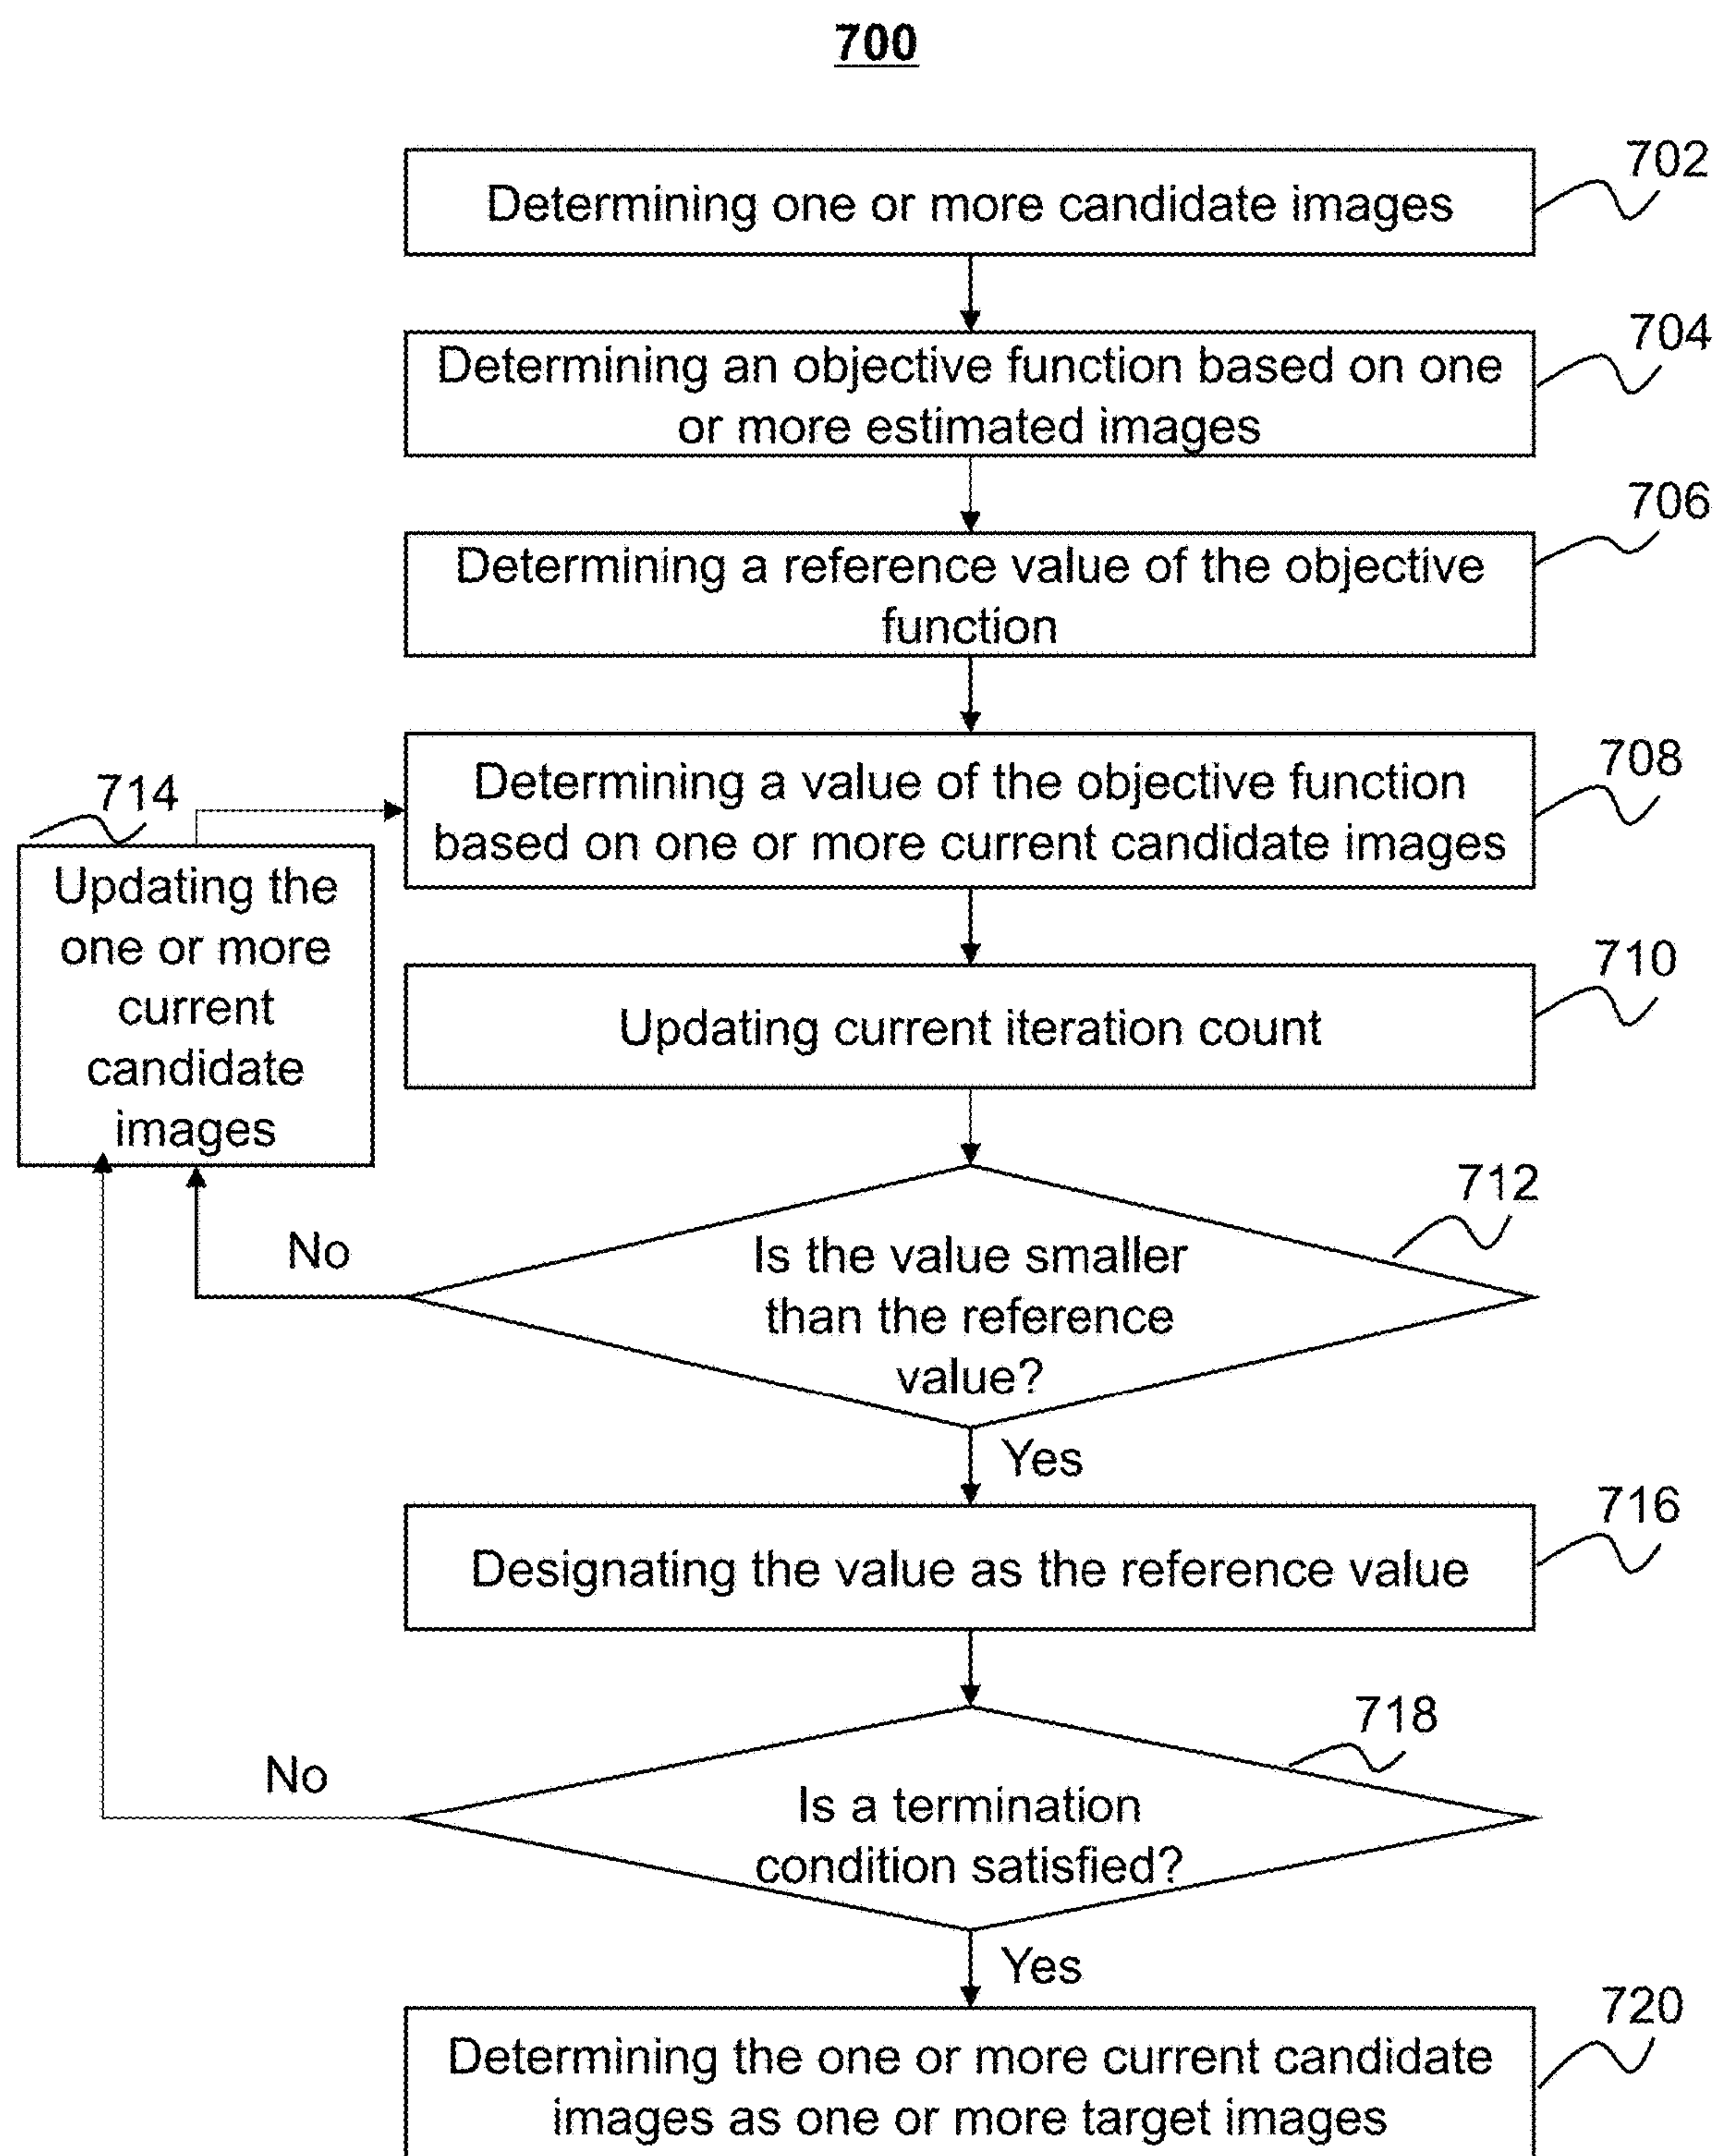 700
702
Determining one or more candidate images
704
Determining an objective function based on one
or more estimated images
706
Determining a reference value of the objective
function
708
Determining a value of the objective function
based on one or more current candidate images
714
Updating the
one or more
current
candidate
images
710
Updating current iteration count
712
Is the value smaller
than the reference
value?
No
Yes
716
Designating the value as the reference value
718
Is a termination
condition satisfied?
No
Yes
720
Determining the one or more current candidate
images as one or more target images